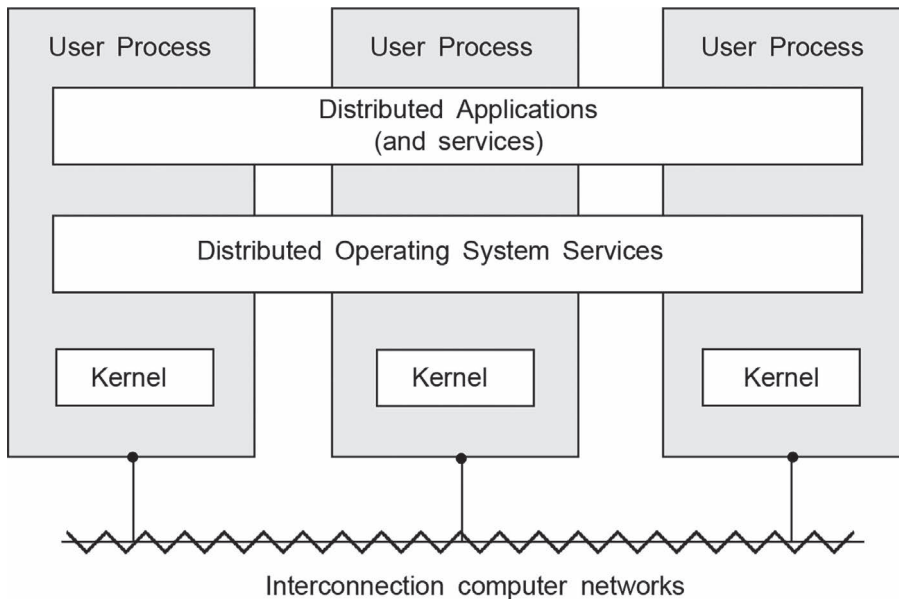 User Process
User Process
User Process
Distributed Applications
(and services)
Distributed Operating System Services
Kernel
Kernel
Kernel
Interconnection computer networks